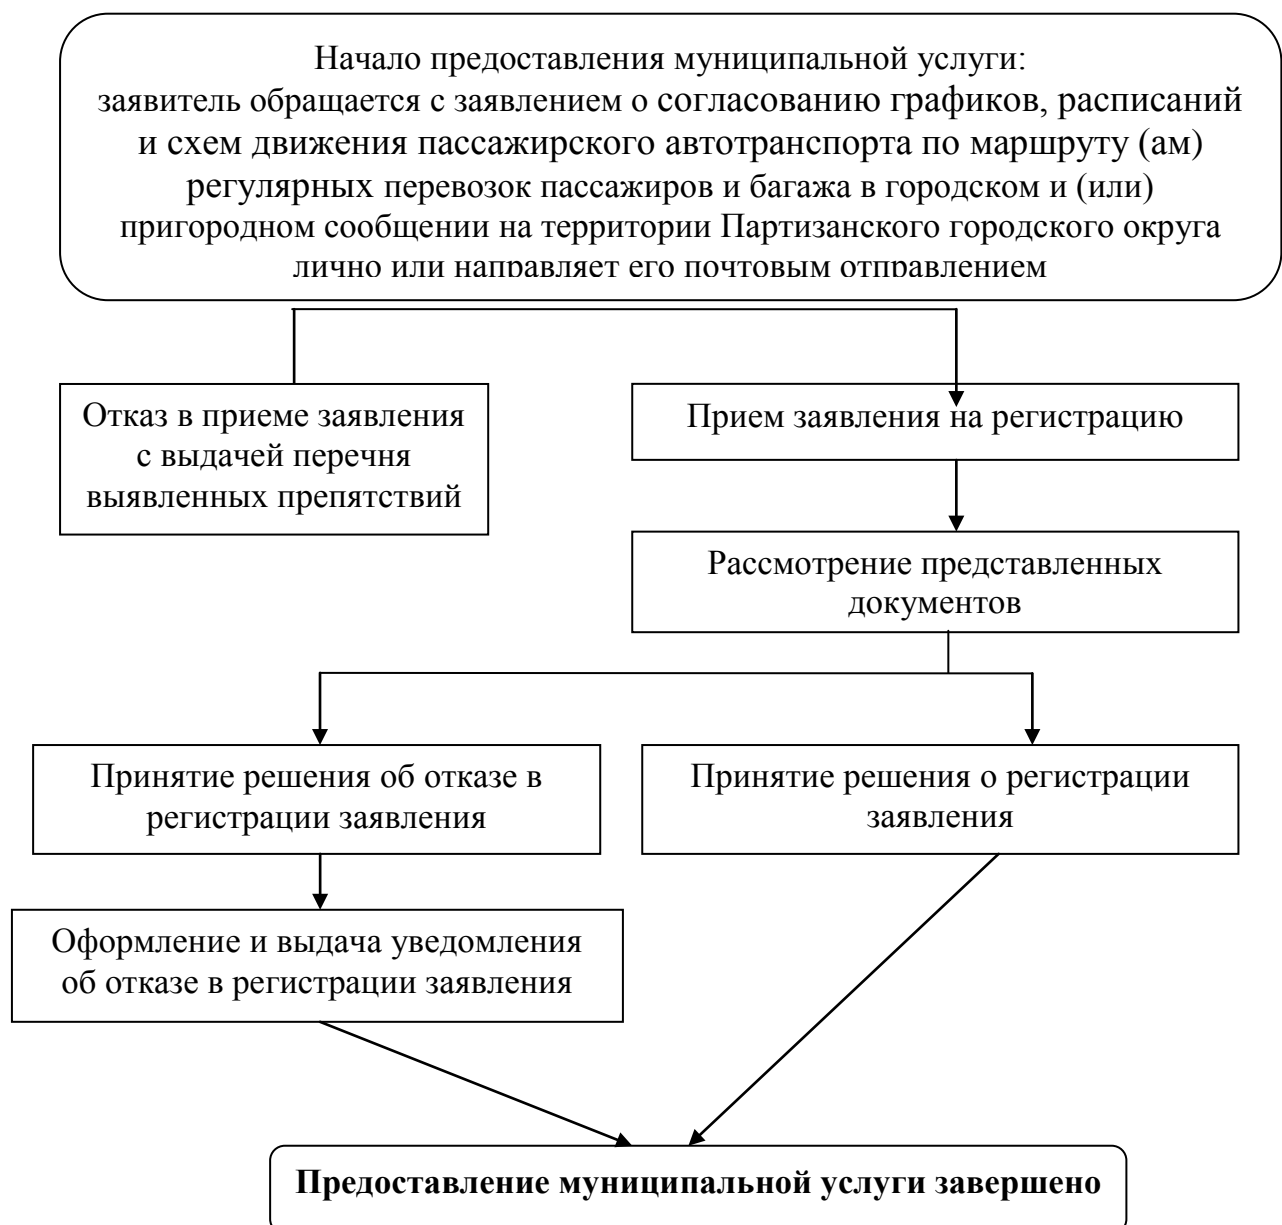 Начало предоставления муниципальной услуги:
заявитель обращается с заявлением о согласованию графиков, расписаний
и схем движения пассажирского автотранспорта по маршруту (ам)
регулярных перевозок пассажиров и багажа в городском и (или)
пригородном сообщении на территории Партизанского городского округа
лично или направляет его почтовым отправлением
Отказ в приеме заявления
с выдачей перечня
выявленных препятствий
Прием заявления на регистрацию
Рассмотрение представленных
документов
Принятие решения об отказе в
регистрации заявления
Принятие решения о регистрации
заявления
Оформление и выдача уведомления
об отказе в регистрации заявления
Предоставление муниципальной услуги завершено